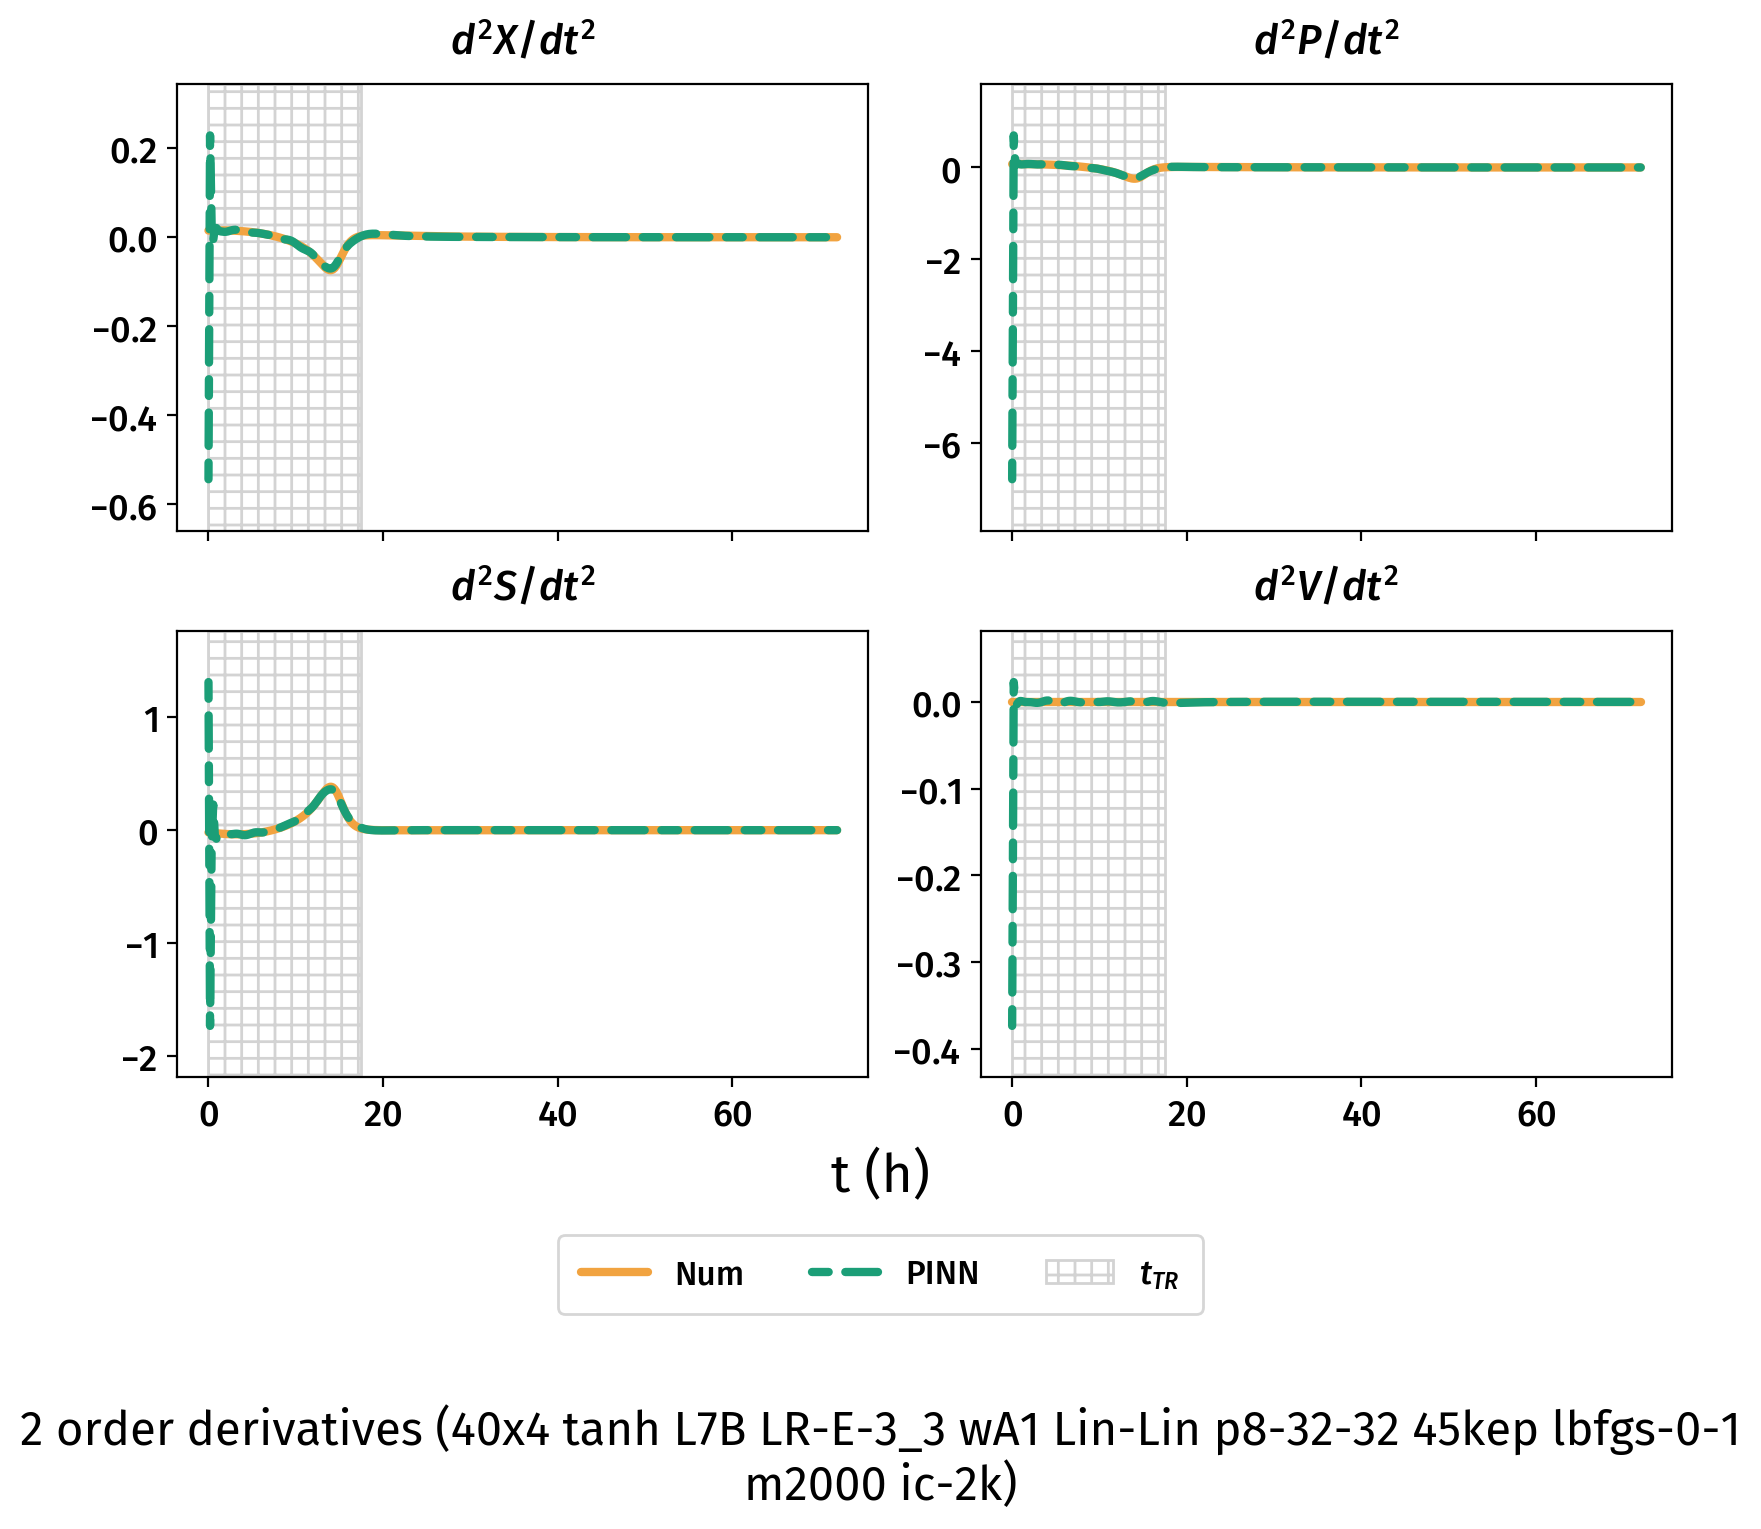 d²X/dt²
d²P/dt²
0.2
0.0
−0.2
−0.4
−0.6
0
−2
−4
−6
d²S/dt²
d²V/dt²
1
0
−1
−2
0.0
−0.1
−0.2
−0.3
−0.4
0 20 40 60
0 20 40 60
t (h)
Num PINN t_TR
2 order derivatives (40x4 tanh L7B LR-E-3_3 wA1 Lin-Lin p8-32-32 45kep lbfgs-0-1
m2000 ic-2k)